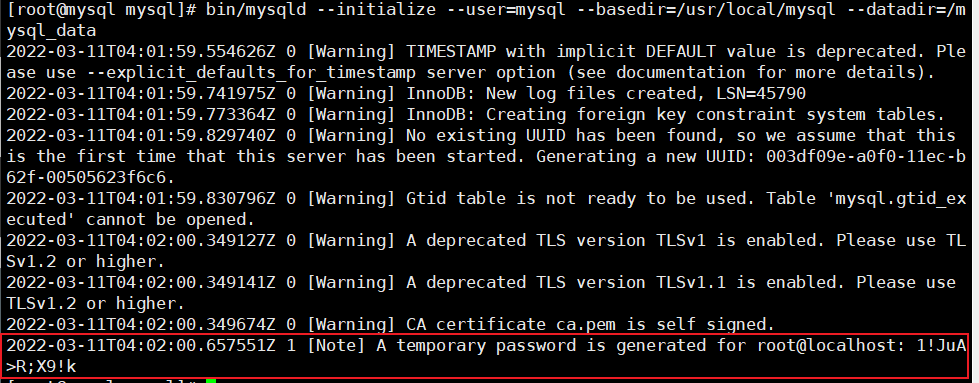 [root@mysql mysql]# bin/mysqld --initialize --user=mysql --basedir=/usr/local/mysql --datadir=/m
ysql_data
2022-03-11T04:01:59.554626Z 0 [Warning] TIMESTAMP with implicit DEFAULT value is deprecated. Ple
ase use --explicit_defaults_for_timestamp server option (see documentation for more details).
2022-03-11T04:01:59.741975Z 0 [Warning] InnoDB: New log files created, LSN=45790
2022-03-11T04:01:59.773364Z 0 [Warning] InnoDB: Creating foreign key constraint system tables.
2022-03-11T04:01:59.829740Z 0 [Warning] No existing UUID has been found, so we assume that this 
is the first time that this server has been started. Generating a new UUID: 003df09e-a0f0-11ec-b
62f-00505623f6c6.
2022-03-11T04:01:59.830796Z 0 [Warning] Gtid table is not ready to be used. Table 'mysql.gtid_ex
ecuted' cannot be opened.
2022-03-11T04:02:00.349127Z 0 [Warning] A deprecated TLS version TLSv1 is enabled. Please use TL
Sv1.2 or higher.
2022-03-11T04:02:00.349141Z 0 [Warning] A deprecated TLS version TLSv1.1 is enabled. Please use 
TLSv1.2 or higher.
2022-03-11T04:02:00.349674Z 0 [Warning] CA certificate ca.pem is self signed.
2022-03-11T04:02:00.657551Z 1 [Note] A temporary password is generated for root@localhost: 1!JuA
>R;X9!k